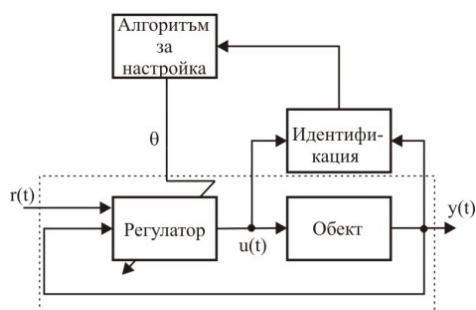 Алгоритъм
за
настройка
Идентифи-
кация
θ
r(t)
Регулатор
u(t)
Обект
y(t)